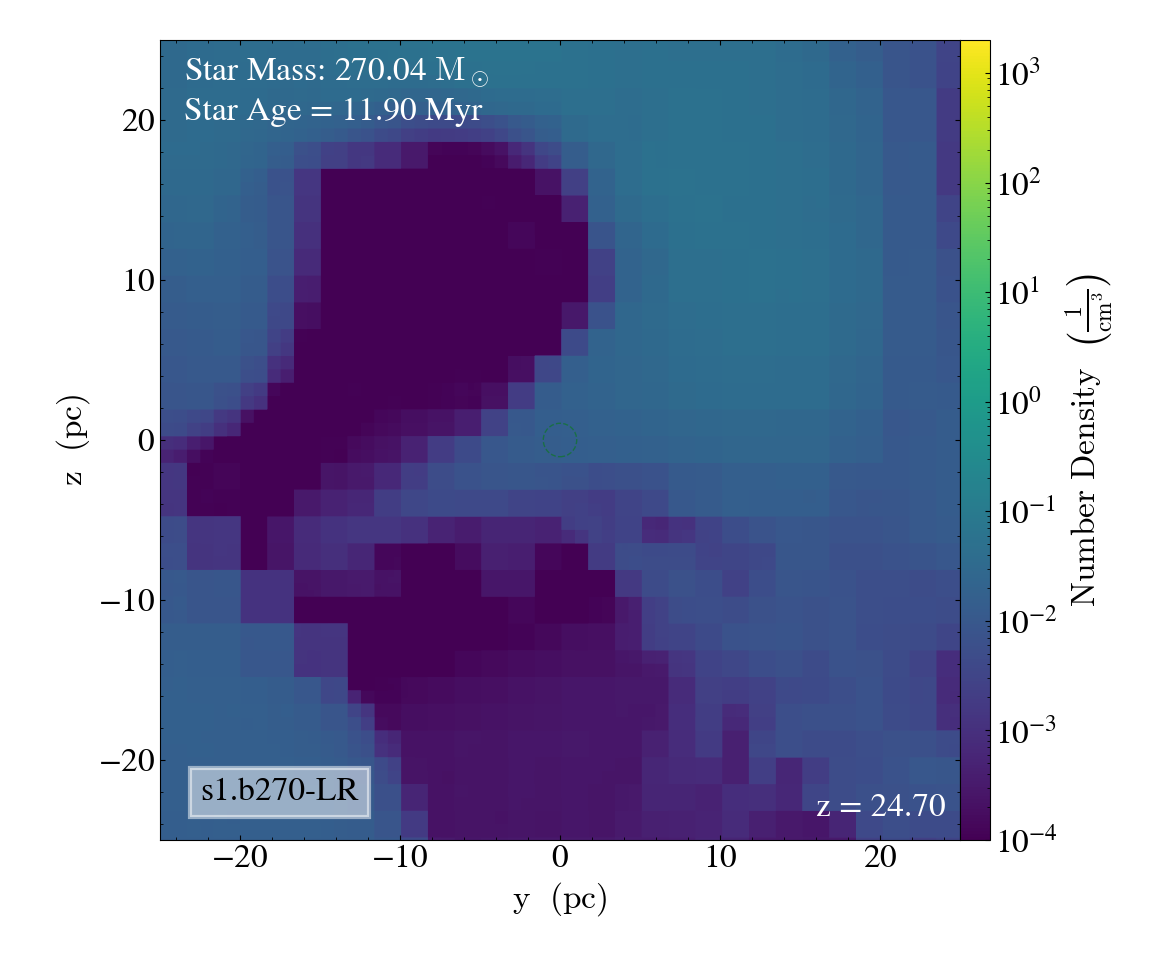 Star Mass: 270.04 M⊙
Star Age = 11.90 Myr
20
10
0
−10
−20
z (pc)
s1.b270-LR
z = 24.70
−20 −10 0 10 20
y (pc)
10³
10²
10¹
10⁰
10⁻¹
10⁻²
10⁻³
10⁻⁴
Number Density (1/cm³)